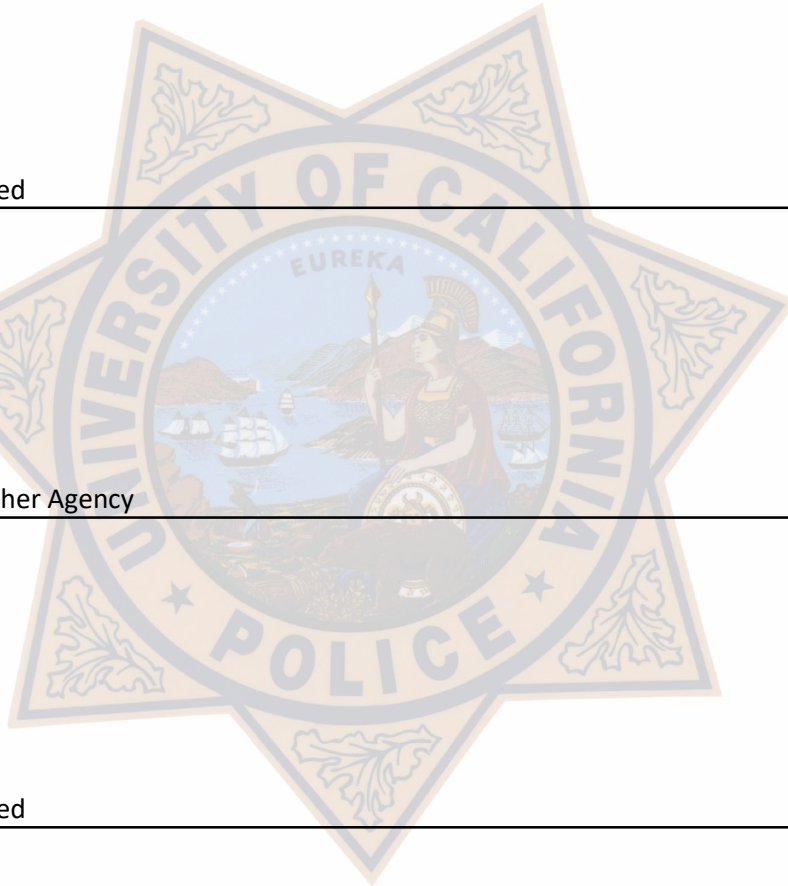 ed
UNIVERSITY OF CALIFORNIA
EUREKA
her Agency
POLICE
ed